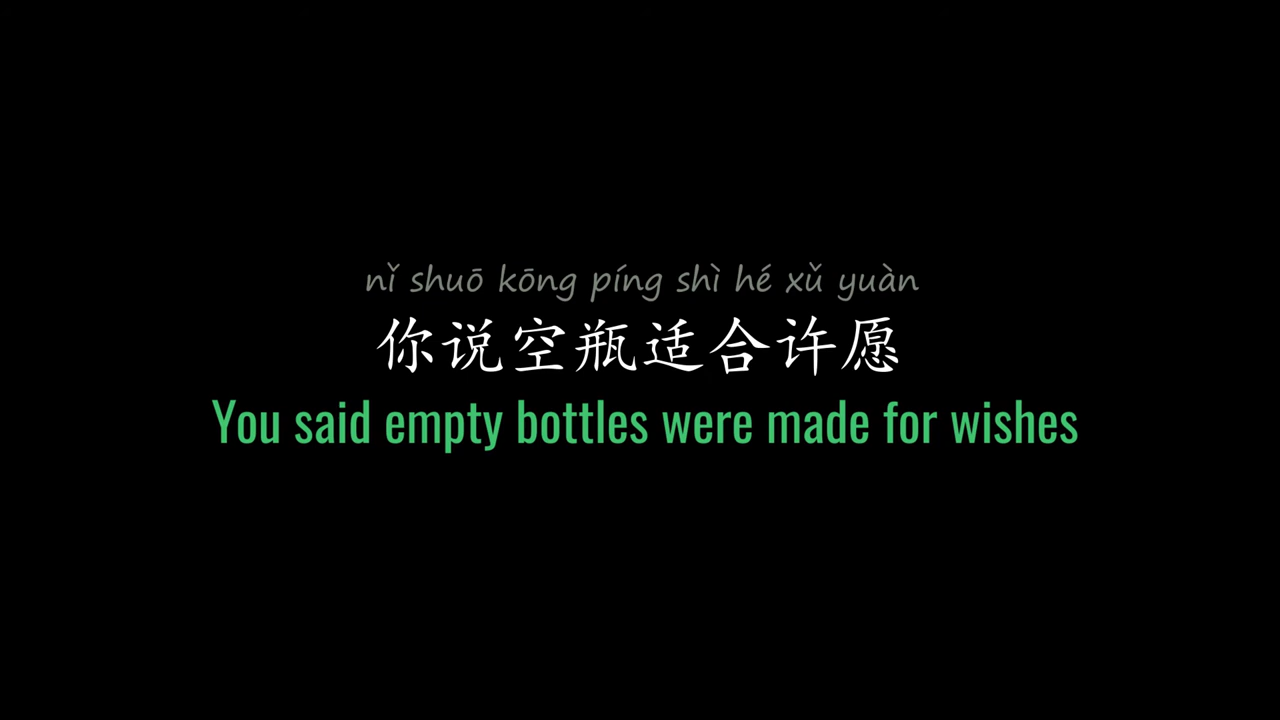 nǐ shuō kōng píng shì hé xǔ yuàn
你说空瓶适合许愿
You said empty bottles were made for wishes